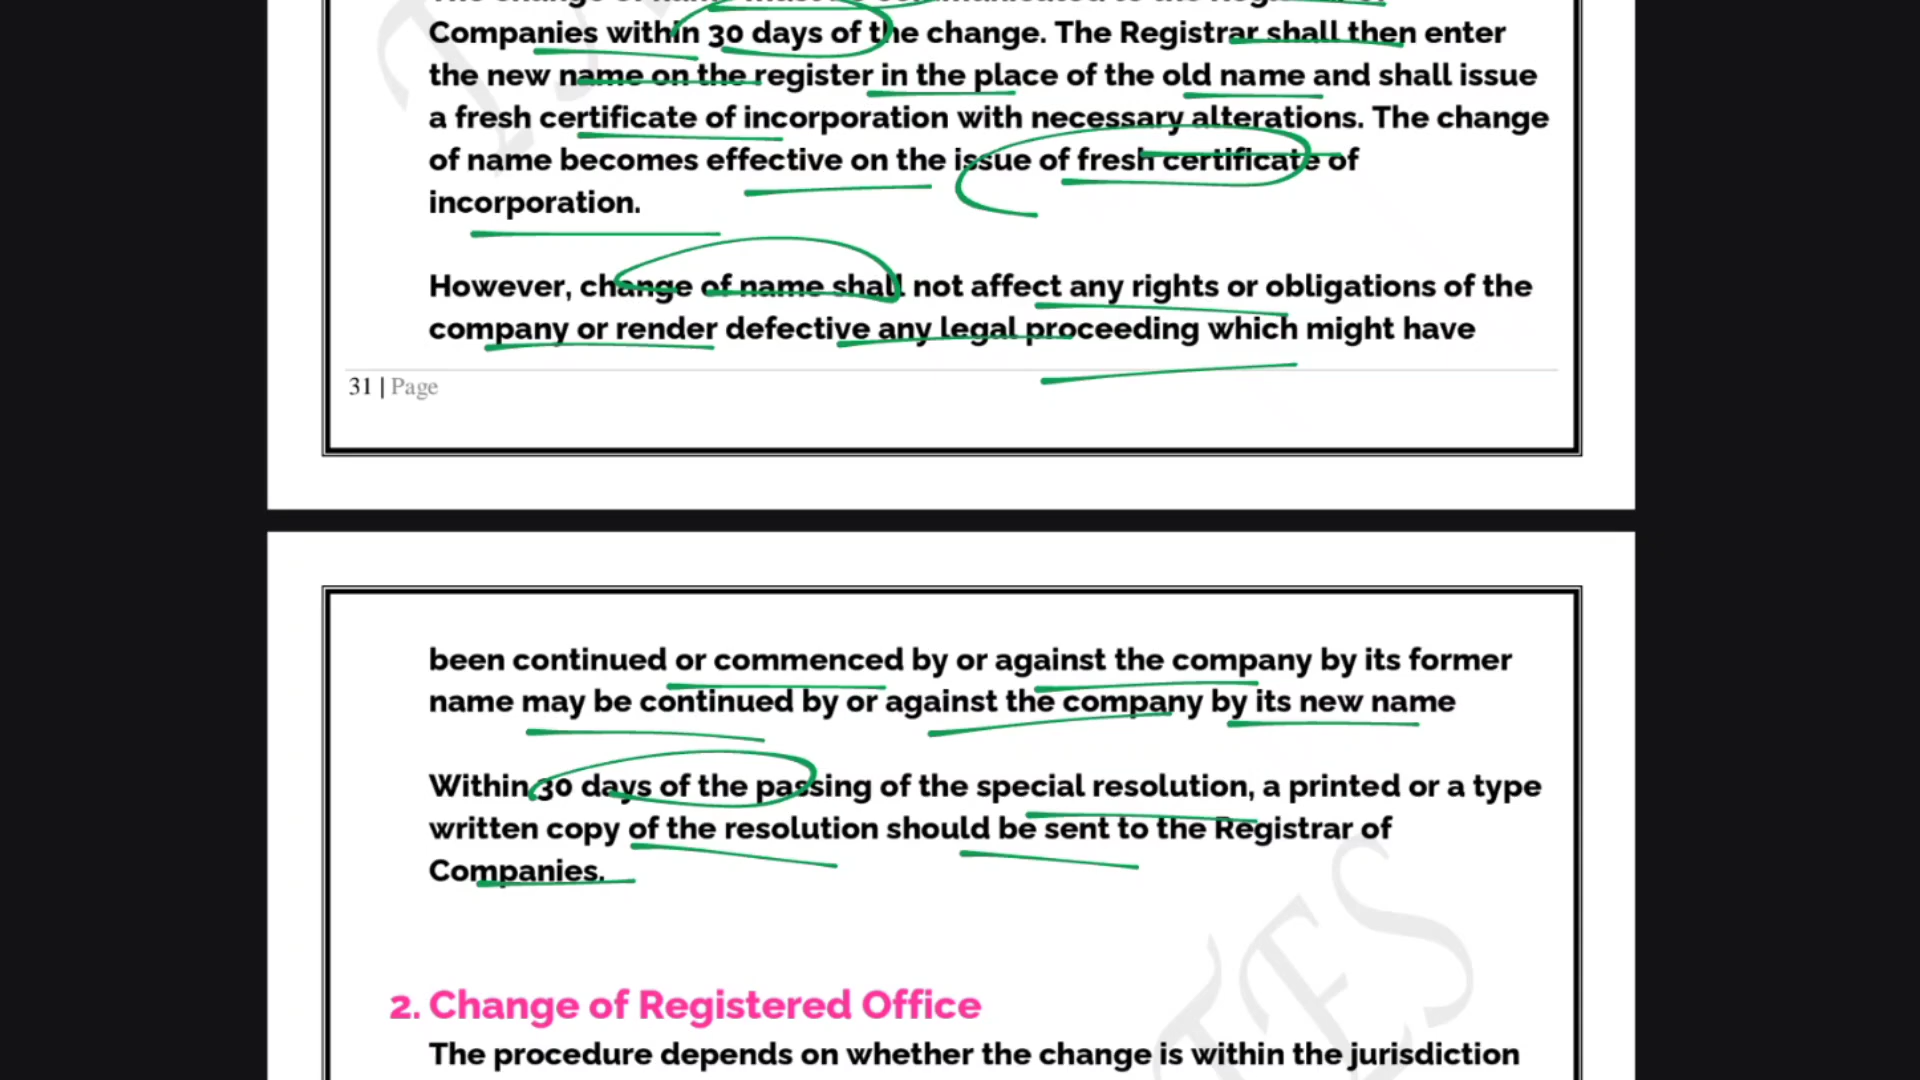 Companies within 30 days of the change. The Registrar shall then enter
the new name on the register in the place of the old name and shall issue
a fresh certificate of incorporation with necessary alterations. The change
of name becomes effective on the issue of fresh certificate of
incorporation.
However, change of name shall not affect any rights or obligations of the
company or render defective any legal proceeding which might have
31 | Page
been continued or commenced by or against the company by its former
name may be continued by or against the company by its new name
Within 30 days of the passing of the special resolution, a printed or a type
written copy of the resolution should be sent to the Registrar of
Companies.
2. Change of Registered Office
The procedure depends on whether the change is within the jurisdiction